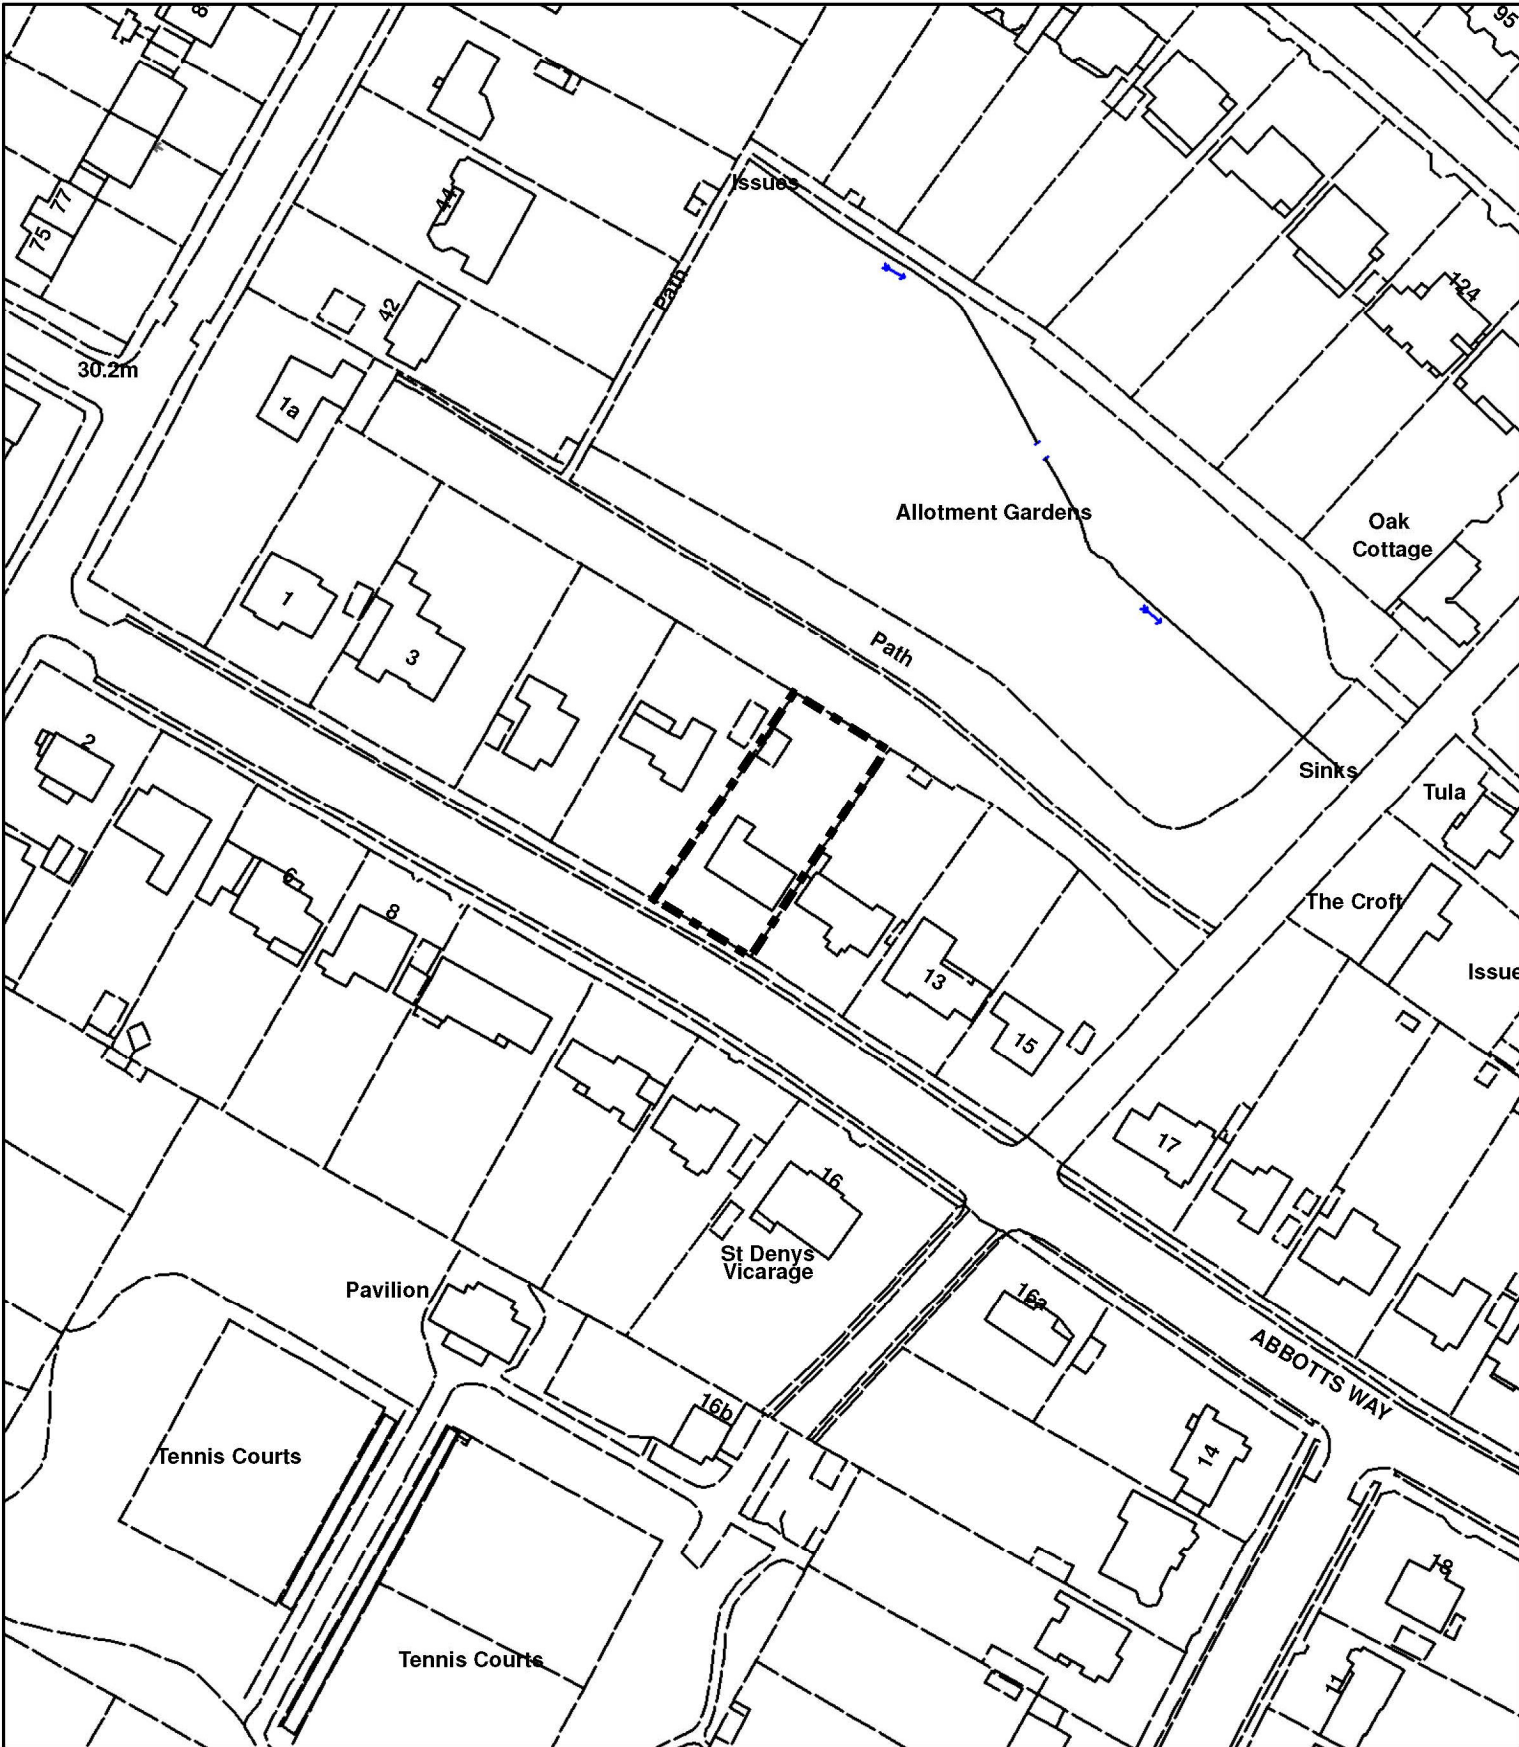 8
95
77
75
44
Issues
Path
42
124
30.2m
1a
Allotment Gardens
Oak
Cottage
1
3
Path
2
Sinks
Tula
6
8
The Croft
13
Issue
15
17
16
St Denys
Vicarage
Pavilion
16a
ABBOTTS WAY
16b
14
Tennis Courts
18
Tennis Courts
11